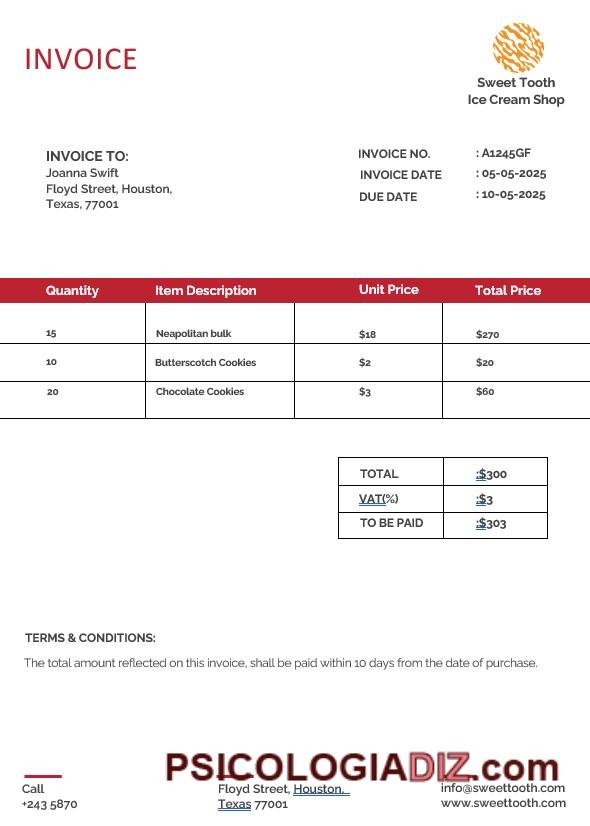 INVOICE
Sweet Tooth
Ice Cream Shop
INVOICE TO:
Joanna Swift
Floyd Street, Houston,
Texas, 77001
INVOICE NO. : A1245GF
INVOICE DATE : 05-05-2025
DUE DATE : 10-05-2025
Quantity Item Description Unit Price Total Price
15 Neapolitan bulk $18 $270
10 Butterscotch Cookies $2 $20
20 Chocolate Cookies $3 $60
TOTAL :$300
VAT(%) :$3
TO BE PAID :$303
TERMS & CONDITIONS:
The total amount reflected on this invoice, shall be paid within 10 days from the date of purchase.
PSICOLOGIADIZ.com
Call Floyd Street, Houston, info@sweettooth.com
+243 5870 Texas 77001 www.sweettooth.com